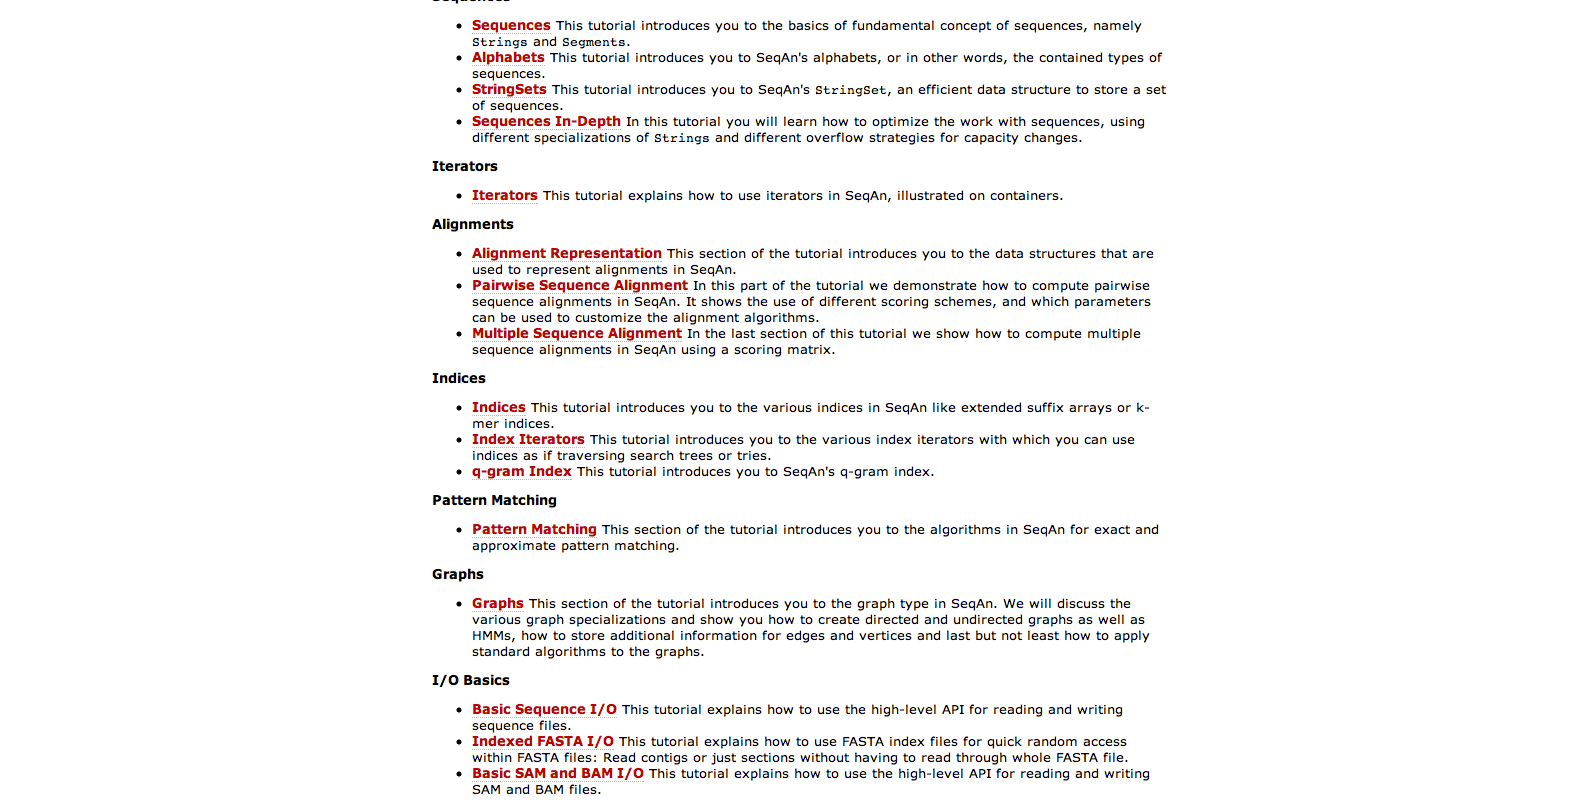 Sequences
Sequences This tutorial introduces you to the basics of fundamental concept of sequences, namely
Strings and Segments.
Alphabets This tutorial introduces you to SeqAn's alphabets, or in other words, the contained types of
sequences.
StringSets This tutorial introduces you to SeqAn's StringSet, an efficient data structure to store a set
of sequences.
Sequences In-Depth In this tutorial you will learn how to optimize the work with sequences, using
different specializations of Strings and different overflow strategies for capacity changes.
Iterators
Iterators This tutorial explains how to use iterators in SeqAn, illustrated on containers.
Alignments
Alignment Representation This section of the tutorial introduces you to the data structures that are
used to represent alignments in SeqAn.
Pairwise Sequence Alignment In this part of the tutorial we demonstrate how to compute pairwise
sequence alignments in SeqAn. It shows the use of different scoring schemes, and which parameters
can be used to customize the alignment algorithms.
Multiple Sequence Alignment In the last section of this tutorial we show how to compute multiple
sequence alignments in SeqAn using a scoring matrix.
Indices
Indices This tutorial introduces you to the various indices in SeqAn like extended suffix arrays or k-
mer indices.
Index Iterators This tutorial introduces you to the various index iterators with which you can use
indices as if traversing search trees or tries.
q-gram Index This tutorial introduces you to SeqAn's q-gram index.
Pattern Matching
Pattern Matching This section of the tutorial introduces you to the algorithms in SeqAn for exact and
approximate pattern matching.
Graphs
Graphs This section of the tutorial introduces you to the graph type in SeqAn. We will discuss the
various graph specializations and show you how to create directed and undirected graphs as well as
HMMs, how to store additional information for edges and vertices and last but not least how to apply
standard algorithms to the graphs.
I/O Basics
Basic Sequence I/O This tutorial explains how to use the high-level API for reading and writing
sequence files.
Indexed FASTA I/O This tutorial explains how to use FASTA index files for quick random access
within FASTA files: Read contigs or just sections without having to read through whole FASTA file.
Basic SAM and BAM I/O This tutorial explains how to use the high-level API for reading and writing
SAM and BAM files.